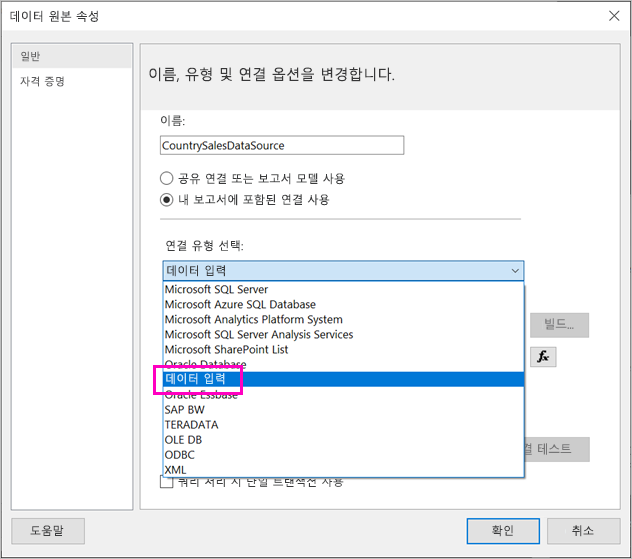 데이터 원본 속성
일반
자격 증명
이름, 유형 및 연결 옵션을 변경합니다.
이름:
CountrySalesDataSource
공유 연결 또는 보고서 모델 사용
내 보고서에 포함된 연결 사용
연결 유형 선택:
데이터 입력
Microsoft SQL Server
Microsoft Azure SQL Database
Microsoft Analytics Platform System
Microsoft SQL Server Analysis Services
Microsoft SharePoint List
Oracle Database
데이터 입력
Oracle Essbase
SAP BW
TERADATA
OLE DB
ODBC
XML
빌드...
fx
결 테스트
쿼리 처리 시 단일 트랜잭션 사용
도움말
확인
취소